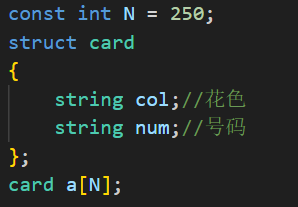 const int N = 250;
struct card
{
    string col;//花色
    string num;//号码
};
card a[N];